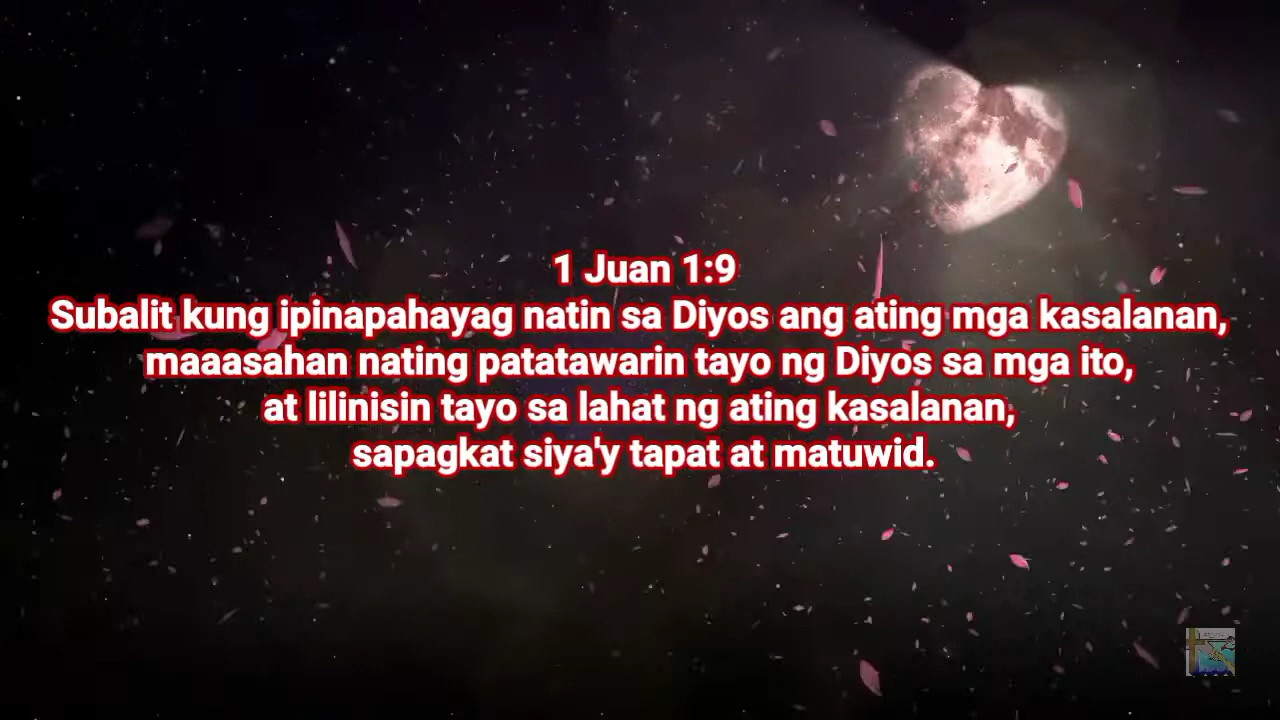 1 Juan 1:9
Subalit kung ipinapahayag natin sa Diyos ang ating mga kasalanan,
maaasahan nating patatawarin tayo ng Diyos sa mga ito,
at lilinisin tayo sa lahat ng ating kasalanan,
sapagkat siya'y tapat at matuwid.